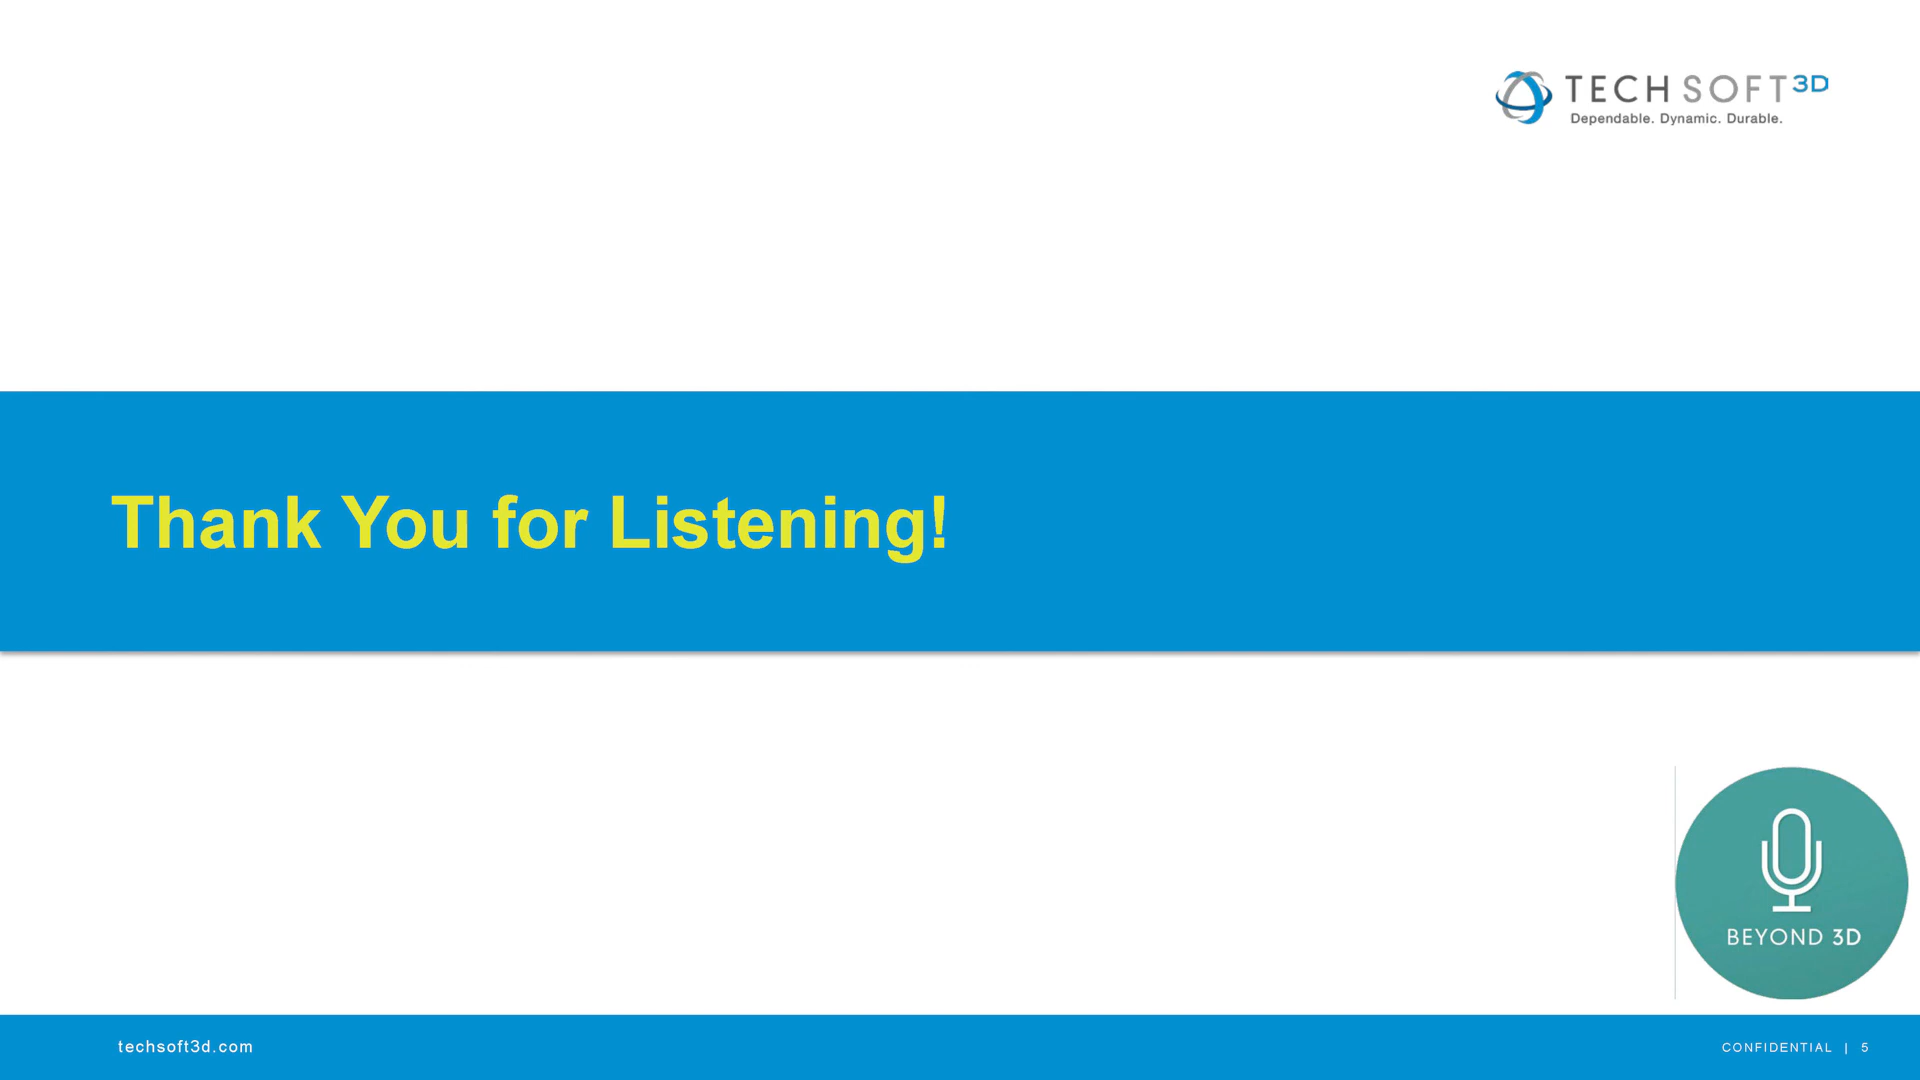 TECH SOFT 3D
Dependable. Dynamic. Durable.
Thank You for Listening!
BEYOND 3D
techsoft3d.com
CONFIDENTIAL | 5